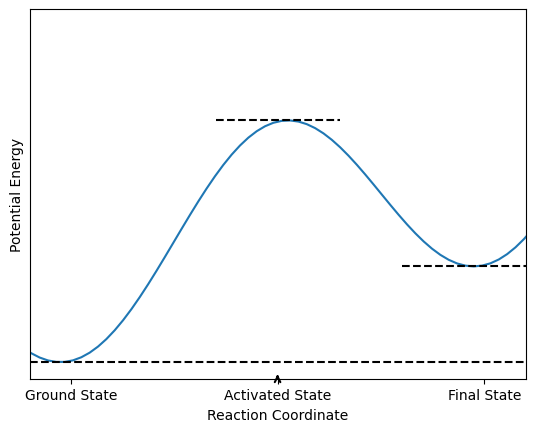 Potential Energy
Ground State Activated State Final State
Reaction Coordinate